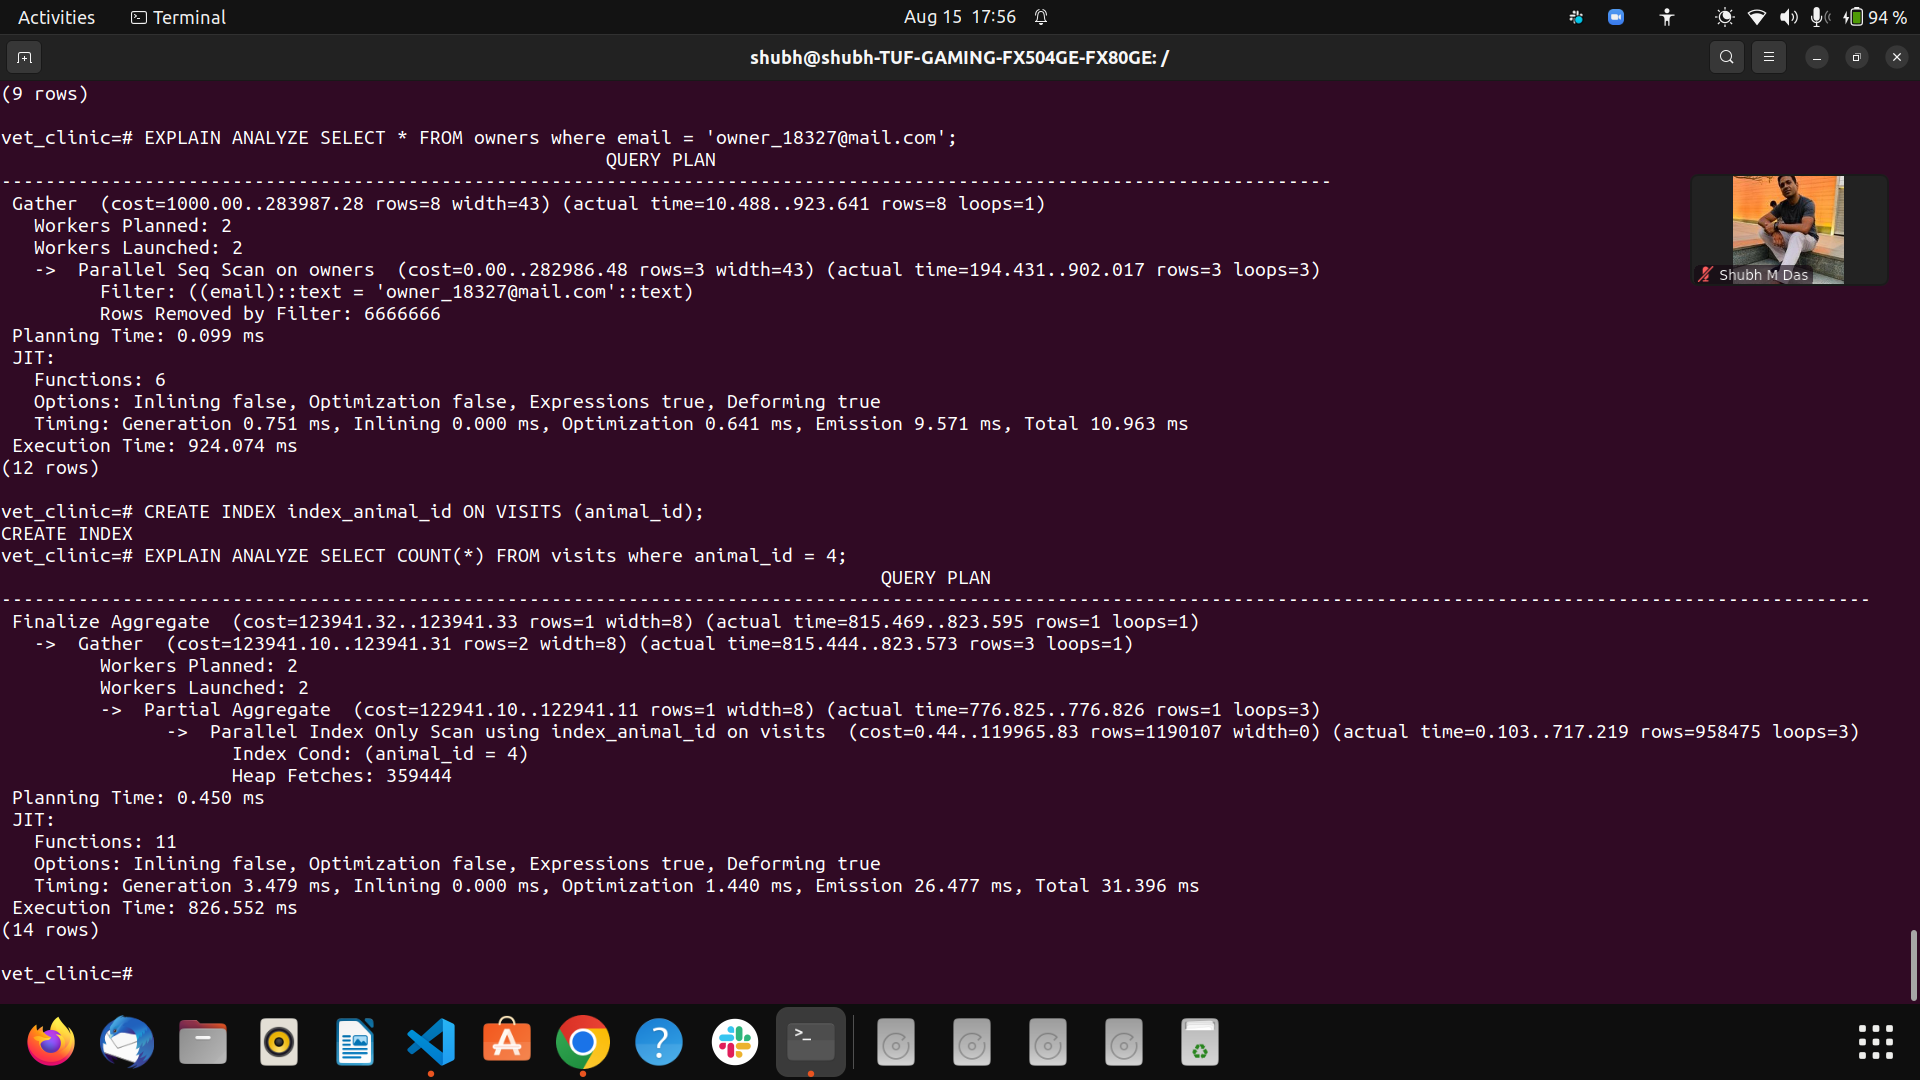 Activities
Terminal
Aug 15 17:56
94 %
shubh@shubh-TUF-GAMING-FX504GE-FX80GE: /
(9 rows)
vet_clinic=# EXPLAIN ANALYZE SELECT * FROM owners where email = 'owner_18327@mail.com';
QUERY PLAN
-------------------------------------------------------------------------------------------------------------------------
Gather  (cost=1000.00..283987.28 rows=8 width=43) (actual time=10.488..923.641 rows=8 loops=1)
Workers Planned: 2
Workers Launched: 2
->  Parallel Seq Scan on owners  (cost=0.00..282986.48 rows=3 width=43) (actual time=194.431..902.017 rows=3 loops=3)
Filter: ((email)::text = 'owner_18327@mail.com'::text)
Rows Removed by Filter: 6666666
Planning Time: 0.099 ms
JIT:
Functions: 6
Options: Inlining false, Optimization false, Expressions true, Deforming true
Timing: Generation 0.751 ms, Inlining 0.000 ms, Optimization 0.641 ms, Emission 9.571 ms, Total 10.963 ms
Execution Time: 924.074 ms
(12 rows)
vet_clinic=# CREATE INDEX index_animal_id ON VISITS (animal_id);
CREATE INDEX
vet_clinic=# EXPLAIN ANALYZE SELECT COUNT(*) FROM visits where animal_id = 4;
QUERY PLAN
--------------------------------------------------------------------------------------------------------------------------------------------------------------------------
Finalize Aggregate  (cost=123941.32..123941.33 rows=1 width=8) (actual time=815.469..823.595 rows=1 loops=1)
->  Gather  (cost=123941.10..123941.31 rows=2 width=8) (actual time=815.444..823.573 rows=3 loops=1)
Workers Planned: 2
Workers Launched: 2
->  Partial Aggregate  (cost=122941.10..122941.11 rows=1 width=8) (actual time=776.825..776.826 rows=1 loops=3)
->  Parallel Index Only Scan using index_animal_id on visits  (cost=0.44..119965.83 rows=1190107 width=0) (actual time=0.103..717.219 rows=958475 loops=3)
Index Cond: (animal_id = 4)
Heap Fetches: 359444
Planning Time: 0.450 ms
JIT:
Functions: 11
Options: Inlining false, Optimization false, Expressions true, Deforming true
Timing: Generation 3.479 ms, Inlining 0.000 ms, Optimization 1.440 ms, Emission 26.477 ms, Total 31.396 ms
Execution Time: 826.552 ms
(14 rows)
vet_clinic=#
Shubh M Das